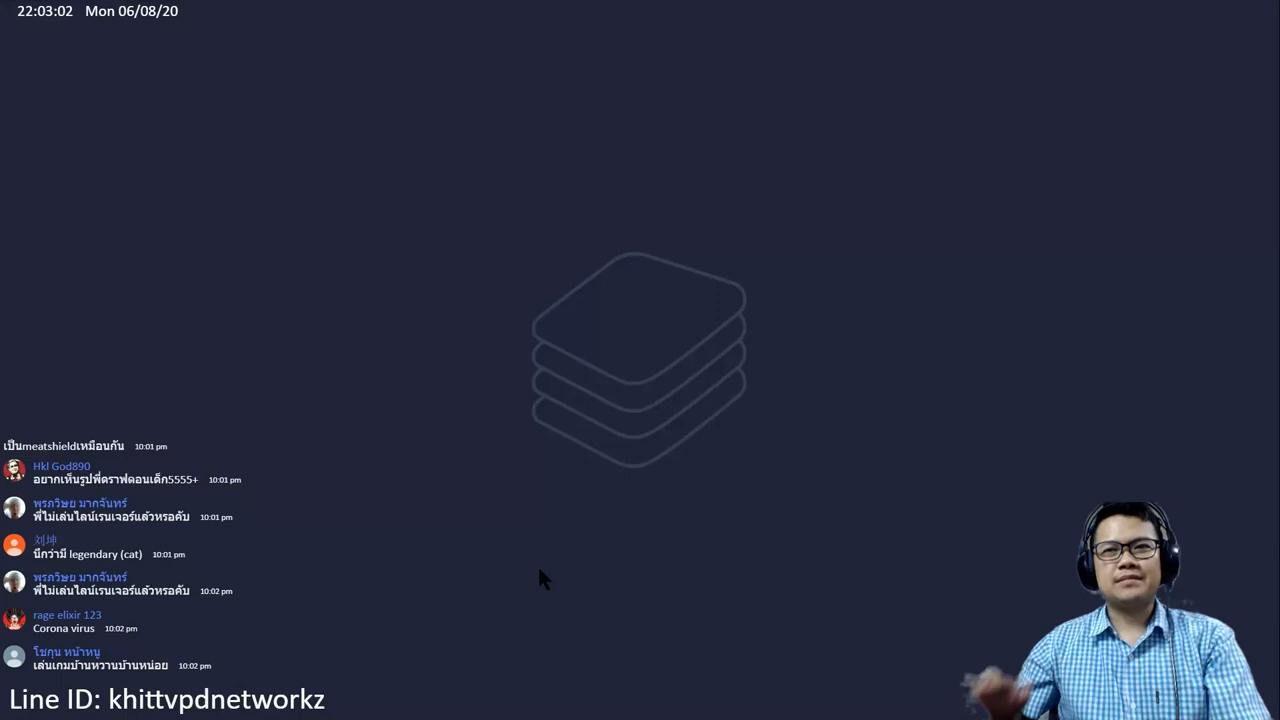 22:03:02 Mon 06/08/20
เป็นmeatshieldเหมือนกัน 10:01 pm
Hkl God890
อยากเห็นรูปพี่ดราฟตอนเด็ก5555+ 10:01 pm
พรภวิษย มากจันทร์
พี่ไม่เล่นไลน์เรนเจอร์แล้วหรอคับ 10:01 pm
刘坤
นึกว่ามี legendary (cat) 10:01 pm
พรภวิษย มากจันทร์
พี่ไม่เล่นไลน์เรนเจอร์แล้วหรอคับ 10:02 pm
rage elixir 123
Corona virus 10:02 pm
โชกุน หน้าหนู
เล่นเกมบ้านหวานบ้านหน่อย 10:02 pm
Line ID: khittvpdnetworkz